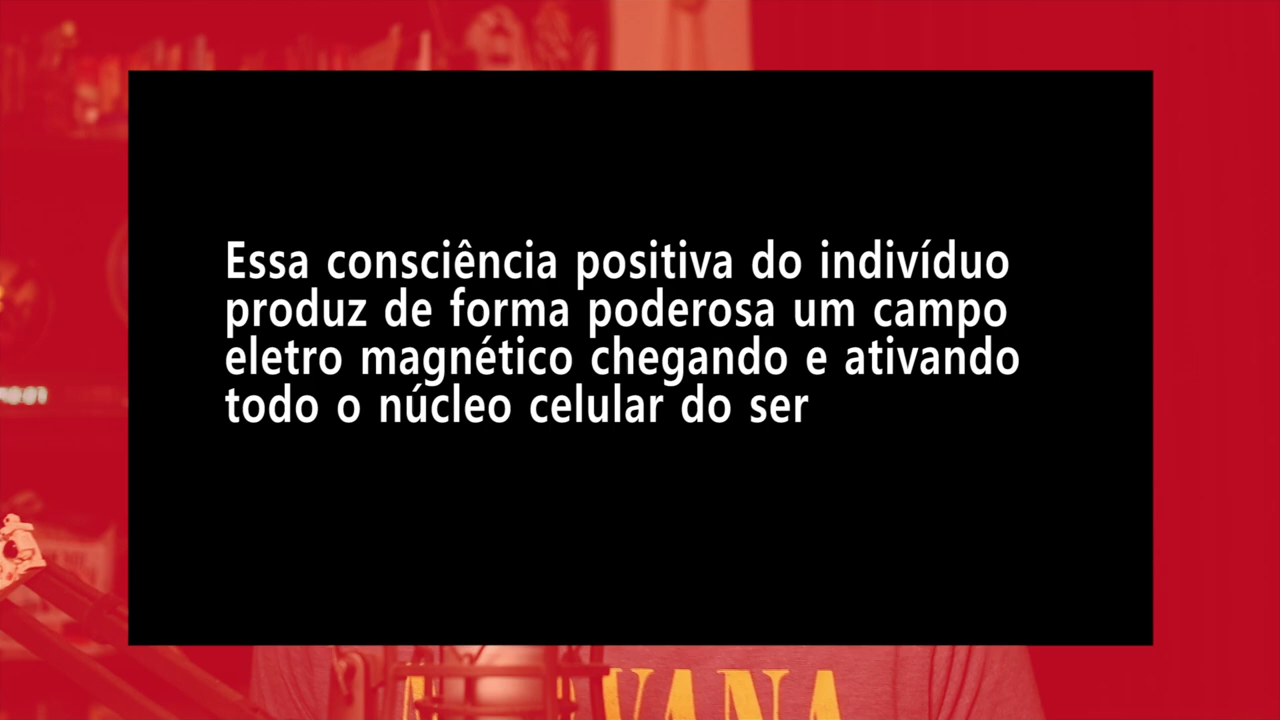 Essa consciência positiva do indivíduo
produz de forma poderosa um campo
eletro magnético chegando e ativando
todo o núcleo celular do ser